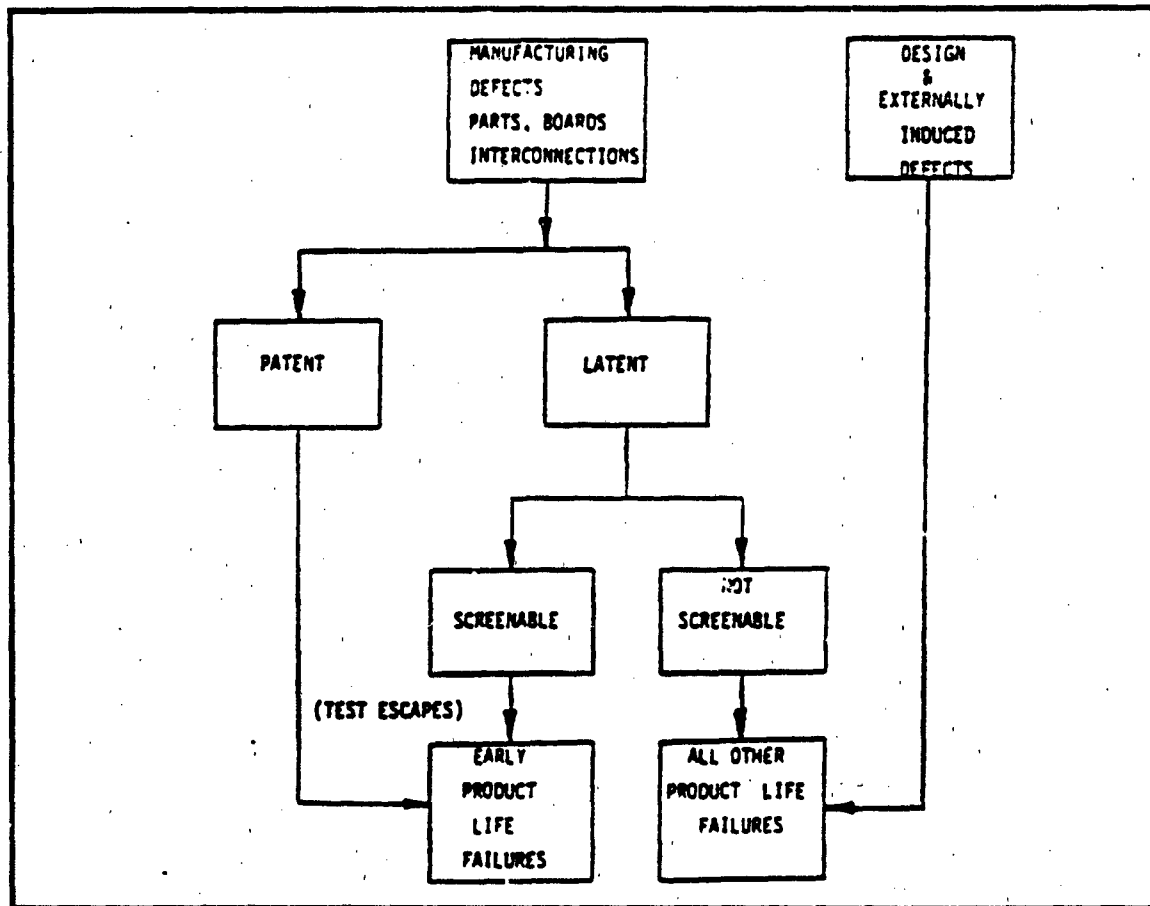 MANUFACTURING
DEFECTS
PARTS, BOARDS
INTERCONNECTIONS
DESIGN
&
EXTERNALLY
INDUCED
DEFECTS
PATENT
LATENT
SCREENABLE
NOT
SCREENABLE
(TEST ESCAPES)
EARLY
PRODUCT
LIFE
FAILURES
ALL OTHER
PRODUCT LIFE
FAILURES